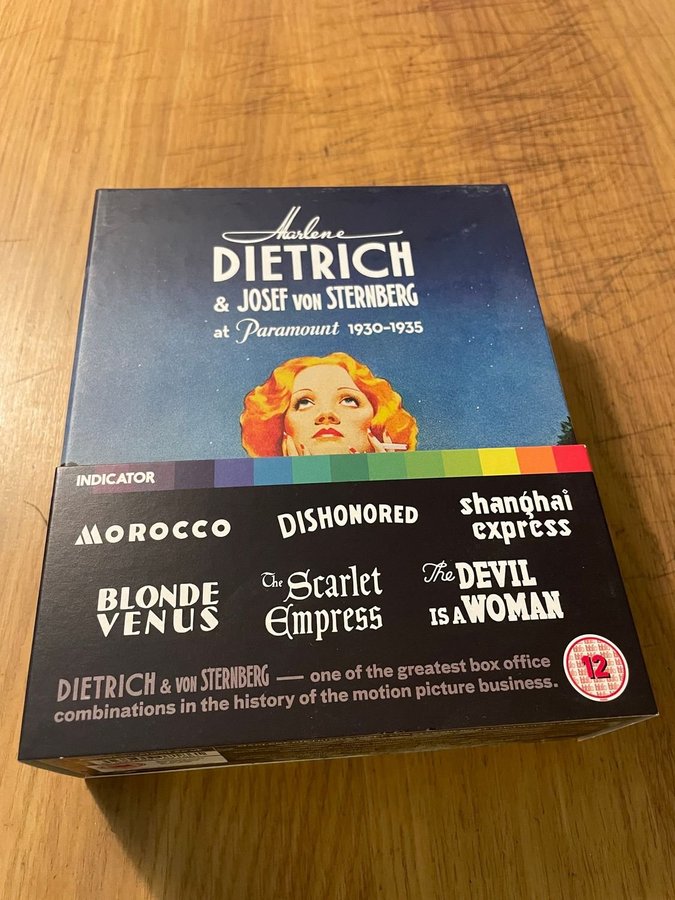 Marlene
DIETRICH
& JOSEF VON STERNBERG
at Paramount 1930–1935
INDICATOR
MOROCCO
DISHONORED
shanghai
express
BLONDE
VENUS
The Scarlet
Empress
The DEVIL
IS A WOMAN
DIETRICH & VON STERNBERG — one of the greatest box office
combinations in the history of the motion picture business.
12